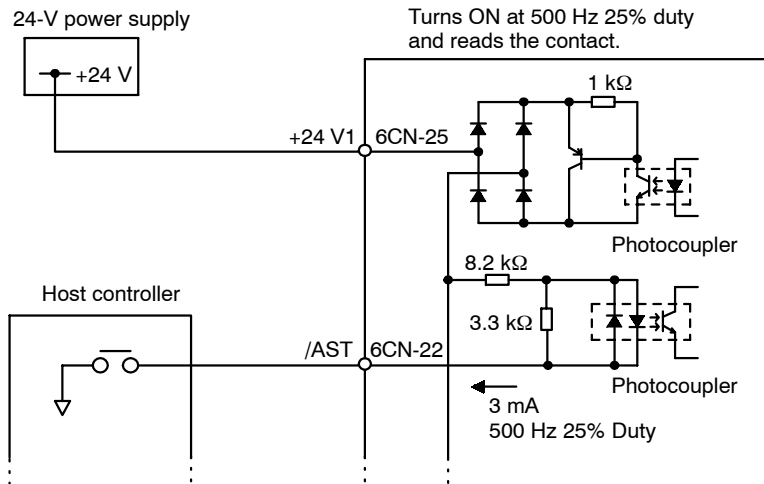 24-V power supply
+24 V
Turns ON at 500 Hz 25% duty
and reads the contact.
1 kΩ
+24 V1
6CN-25
Photocoupler
8.2 kΩ
3.3 kΩ
Host controller
/AST
6CN-22
Photocoupler
3 mA
500 Hz 25% Duty